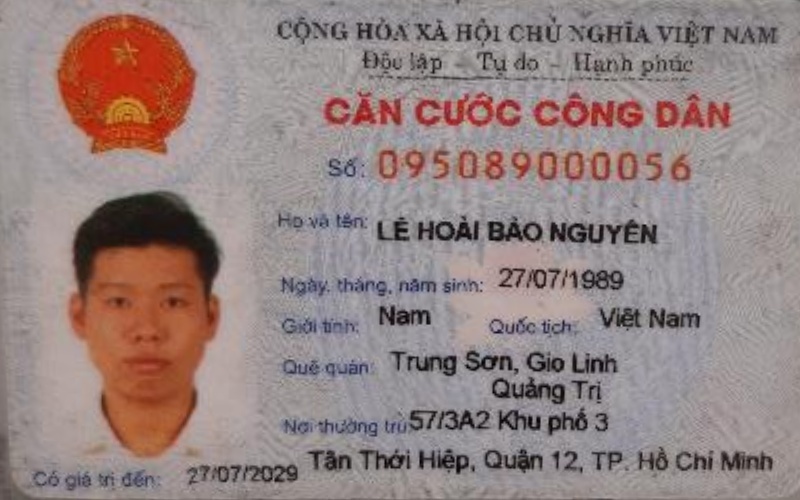 CỘNG HÒA XÃ HỘI CHỦ NGHĨA VIỆT NAM
Độc lập - Tự do - Hạnh phúc
CĂN CƯỚC CÔNG DÂN
Số: 095089000056
Họ và tên: LÊ HOÀI BẢO NGUYÊN
Ngày, tháng, năm sinh: 27/07/1989
Giới tính: Nam Quốc tịch: Việt Nam
Quê quán: Trung Sơn, Gio Linh
Quảng Trị
Nơi thường trú: 57/3A2 Khu phố 3
Tân Thới Hiệp, Quận 12, TP. Hồ Chí Minh
Có giá trị đến: 27/07/2029